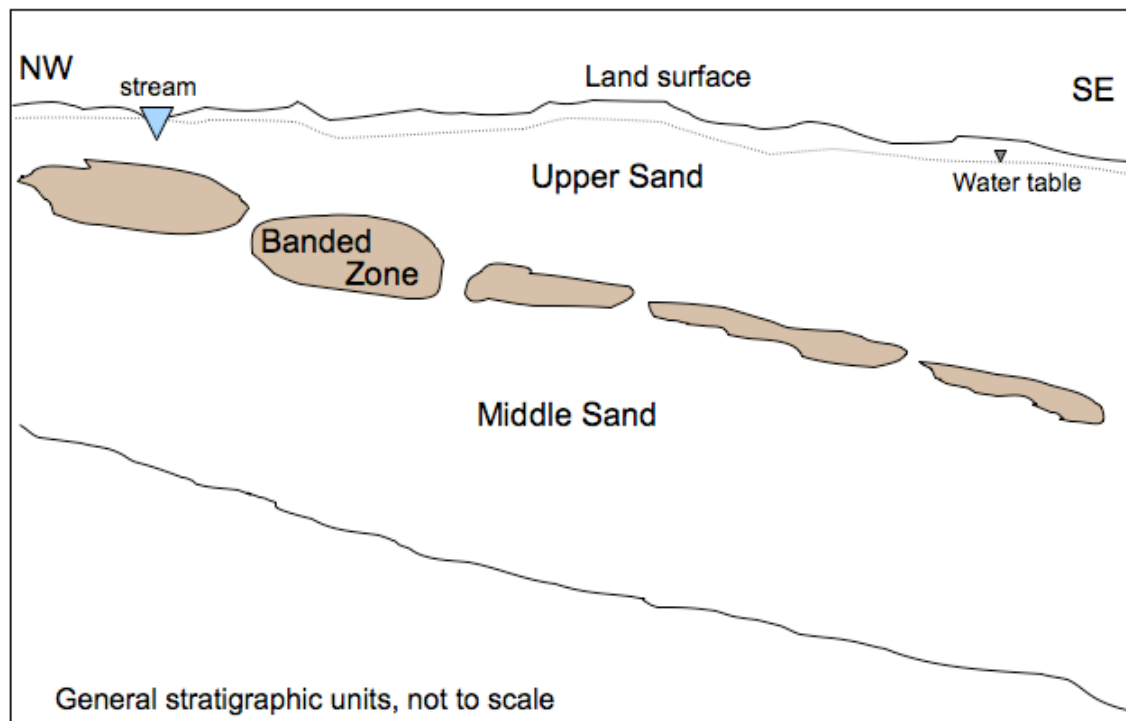 NW
stream
Land surface
SE
Upper Sand
Water table
Banded
Zone
Middle Sand
General stratigraphic units, not to scale